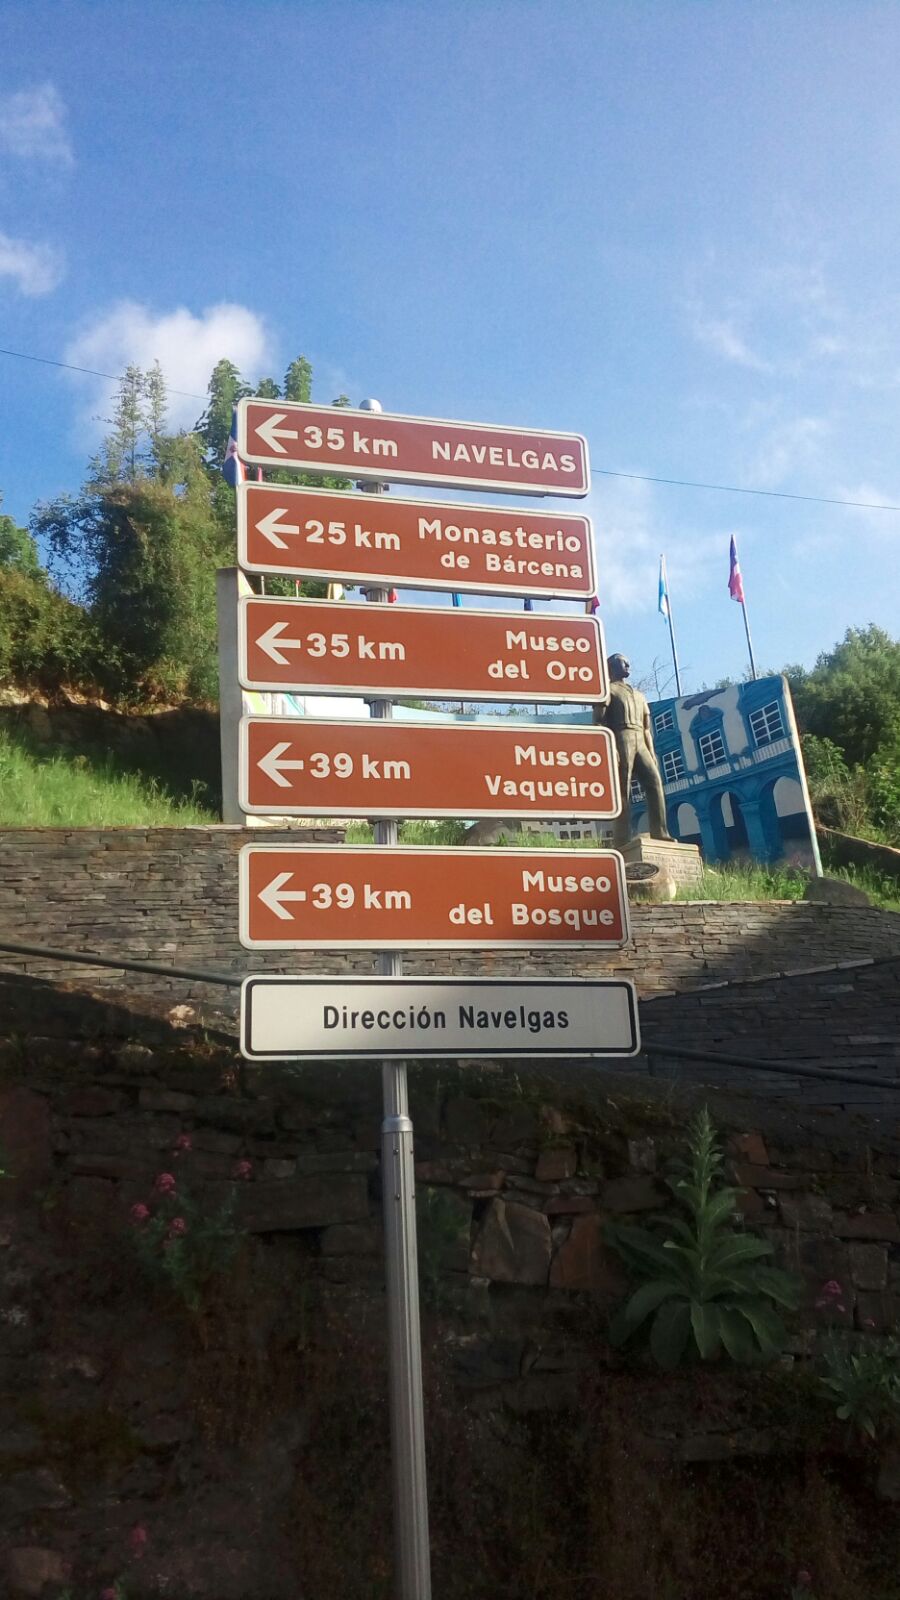 35 km NAVELGAS
25 km Monasterio
de Bárcena
35 km Museo
del Oro
39 km Museo
Vaqueiro
39 km Museo
del Bosque
Dirección Navelgas